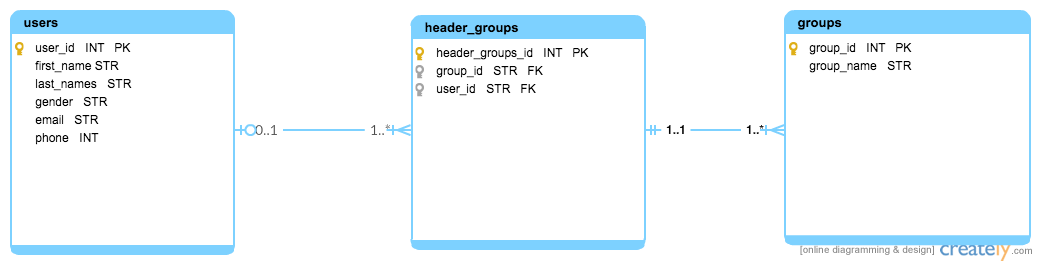 users
user_id INT PK
first_name STR
last_names STR
gender STR
email STR
phone INT
0..1
1..*
header_groups
header_groups_id INT PK
group_id STR FK
user_id STR FK
1..1
1..*
groups
group_id INT PK
group_name STR
[online diagramming & design] creately.com